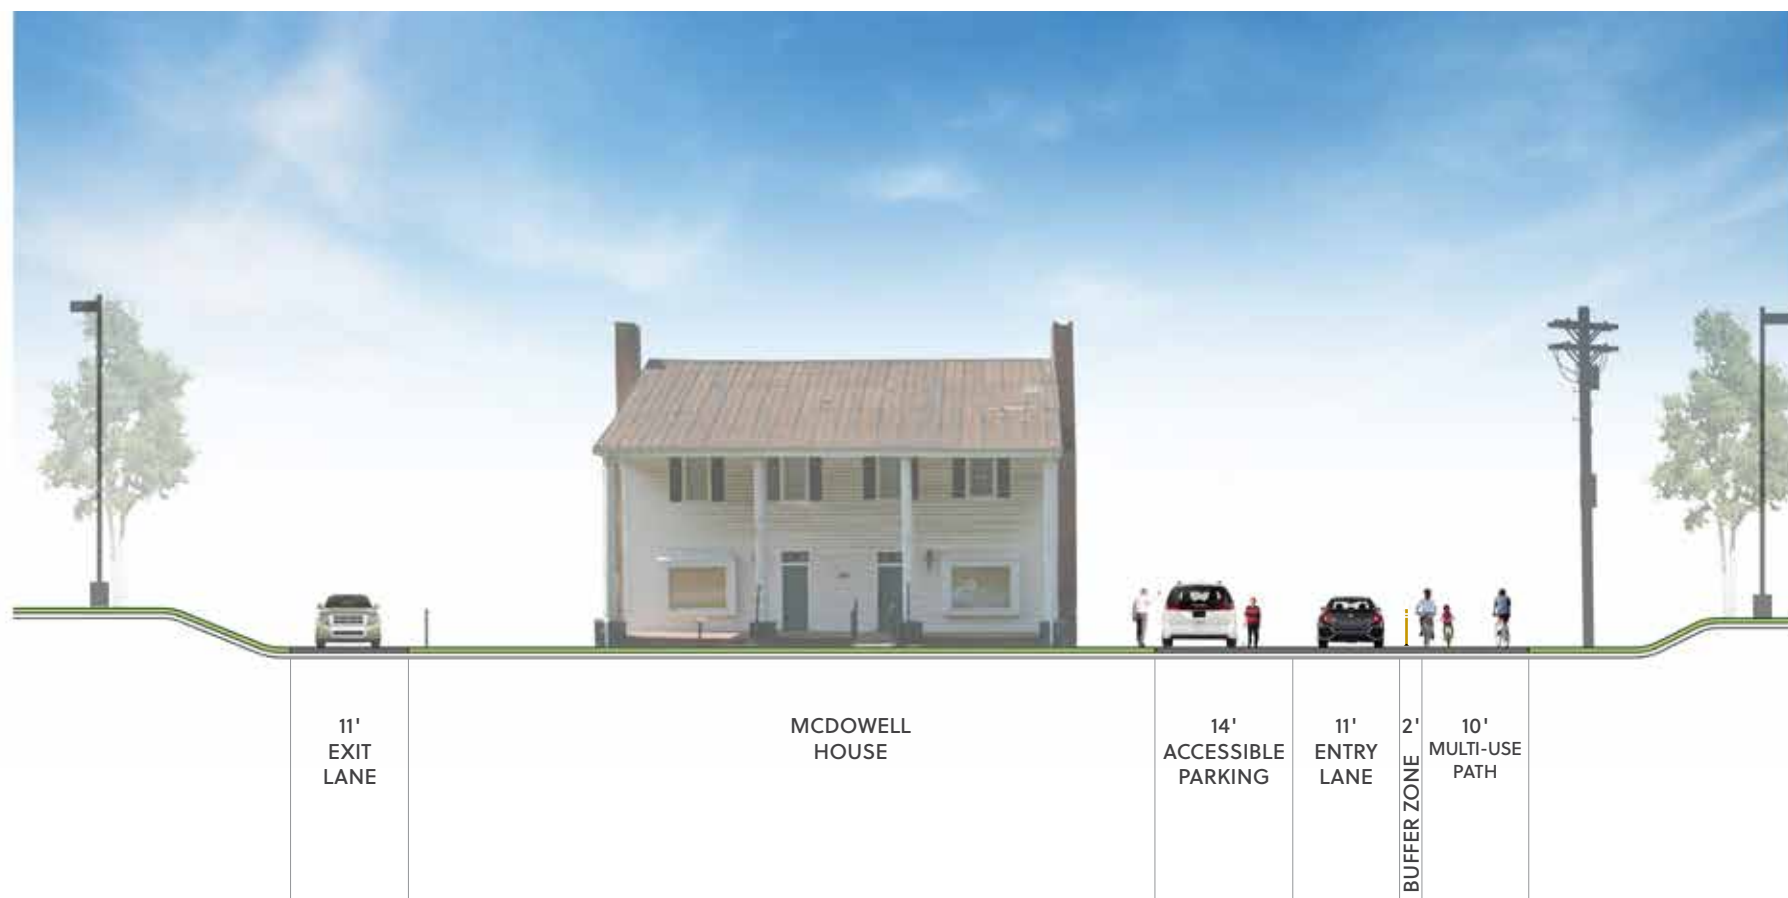 11'
EXIT
LANE
MCDOWELL
HOUSE
14'
ACCESSIBLE
PARKING
11'
ENTRY
LANE
2'
BUFFER ZONE
10'
MULTI-USE
PATH